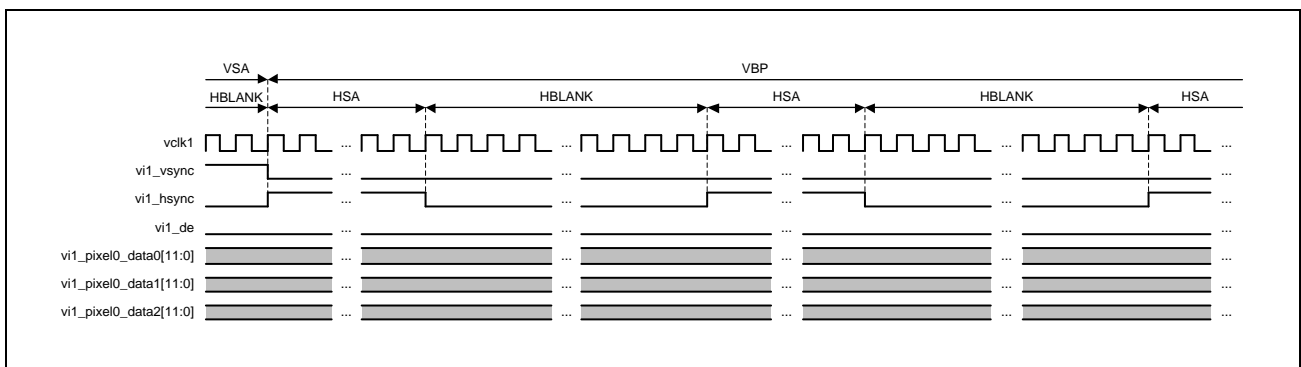 VSA VBP
HBLANK HSA HBLANK HSA HBLANK HSA
vclk1 ... ... ... ... ...
vi1_vsync ... ... ... ... ...
vi1_hsync ... ... ... ... ...
vi1_de ... ... ... ... ...
vi1_pixel0_data0[11:0] ... ... ... ... ...
vi1_pixel0_data1[11:0] ... ... ... ... ...
vi1_pixel0_data2[11:0] ... ... ... ... ...